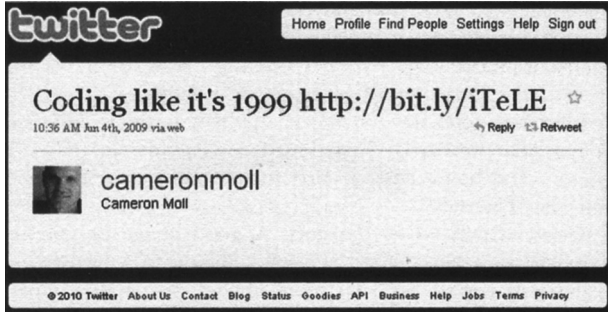 twitter
Home Profile Find People Settings Help Sign out
Coding like it's 1999 http://bit.ly/iTeLE
10:36 AM Jun 4th, 2009 via web
Reply Retweet
cameronmoll
Cameron Moll
© 2010 Twitter About Us Contact Blog Status Goodies API Business Help Jobs Terms Privacy